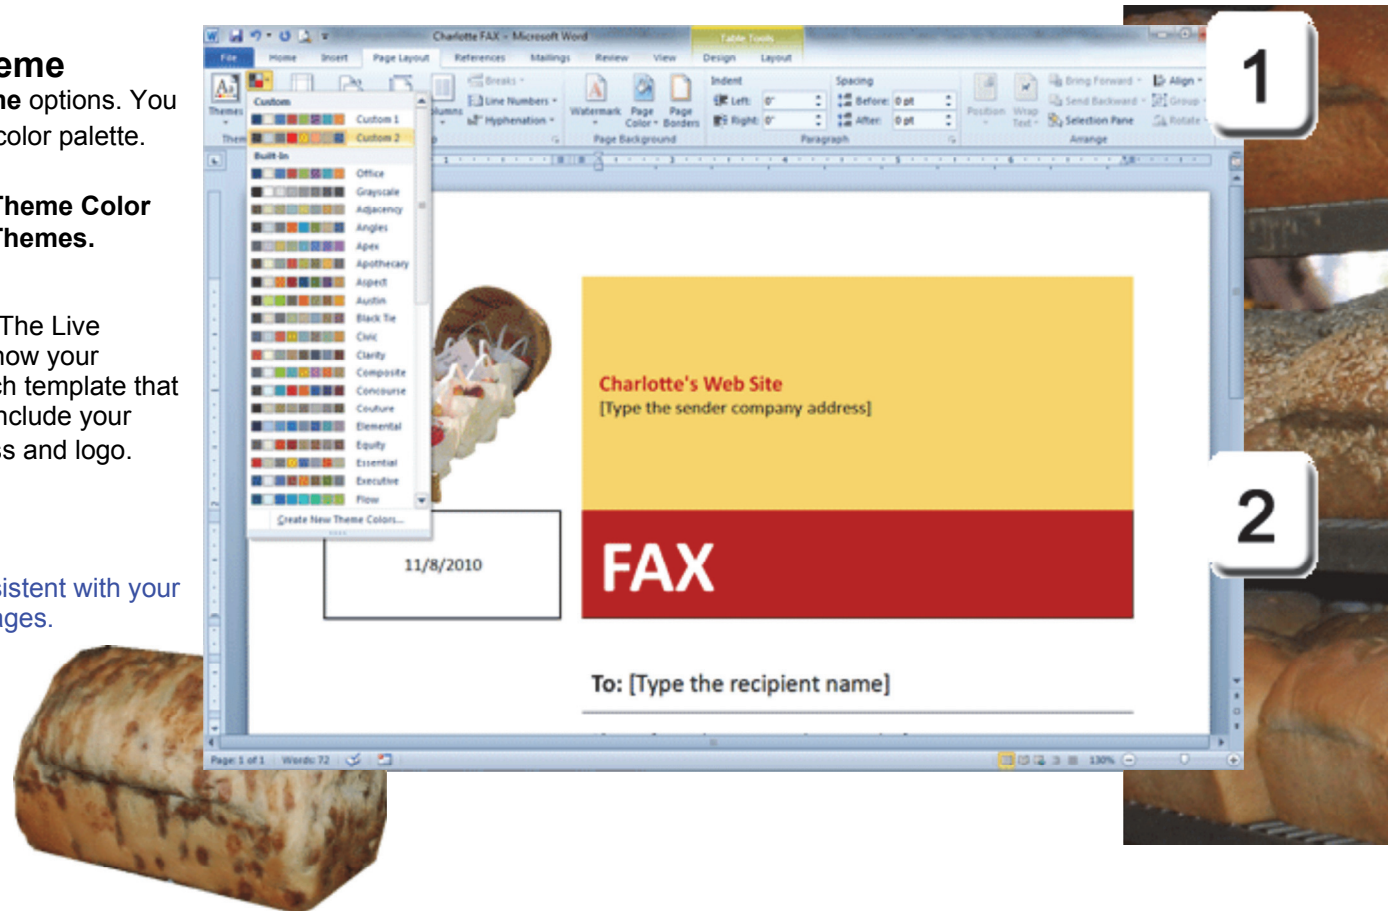 eme
ne options. You
color palette.
Theme Color
Themes.
The Live
how your
ch template that
nclude your
ss and logo.
sistent with your
ages.
Charlotte FAX - Microsoft Word
Table Tools
File Home Insert Page Layout References Mailings Review View Design Layout
Themes
Them
Custom
Custom 1
Custom 2
Built-In
Office
Grayscale
Adjacency
Angles
Apex
Apothecary
Aspect
Austin
Black Tie
Civic
Clarity
Composite
Concourse
Couture
Elemental
Equity
Essential
Executive
Flow
Create New Theme Colors...
lumns
Breaks
Line Numbers
Hyphenation
Watermark Page Color Page Borders
Page Background
Indent
Left: 0"
Right: 0"
Spacing
Before: 0 pt
After: 0 pt
Paragraph
Position Wrap Text
Bring Forward
Send Backward
Selection Pane
Align
Group
Rotate
Arrange
Charlotte's Web Site
[Type the sender company address]
11/8/2010
FAX
To: [Type the recipient name]
Page: 1 of 1 Words: 72
130%
1
2